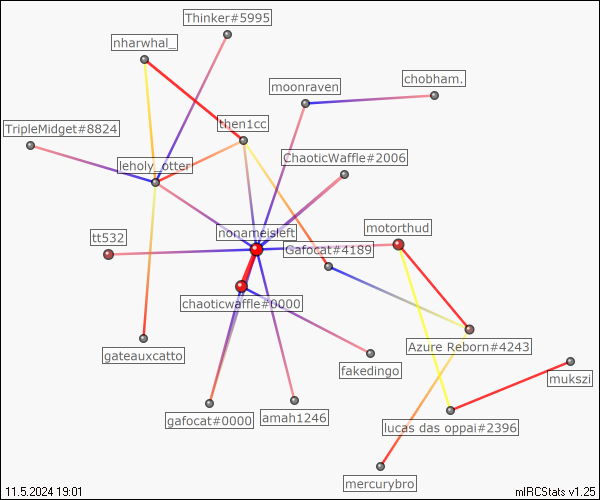 Thinker#5995
nharwhal_
chobham.
moonraven
TripleMidget#8824
then1cc
ChaoticWaffle#2006
leholy_otter
motorthud
nonameisleft
tt532
Gafocat#4189
chaoticwaffle#0000
Azure Reborn#4243
gateauxcatto
fakedingo
mukszi
gafocat#0000
amah1246
lucas das oppai#2396
mercurybro
11.5.2024 19:01
mIRCStats v1.25